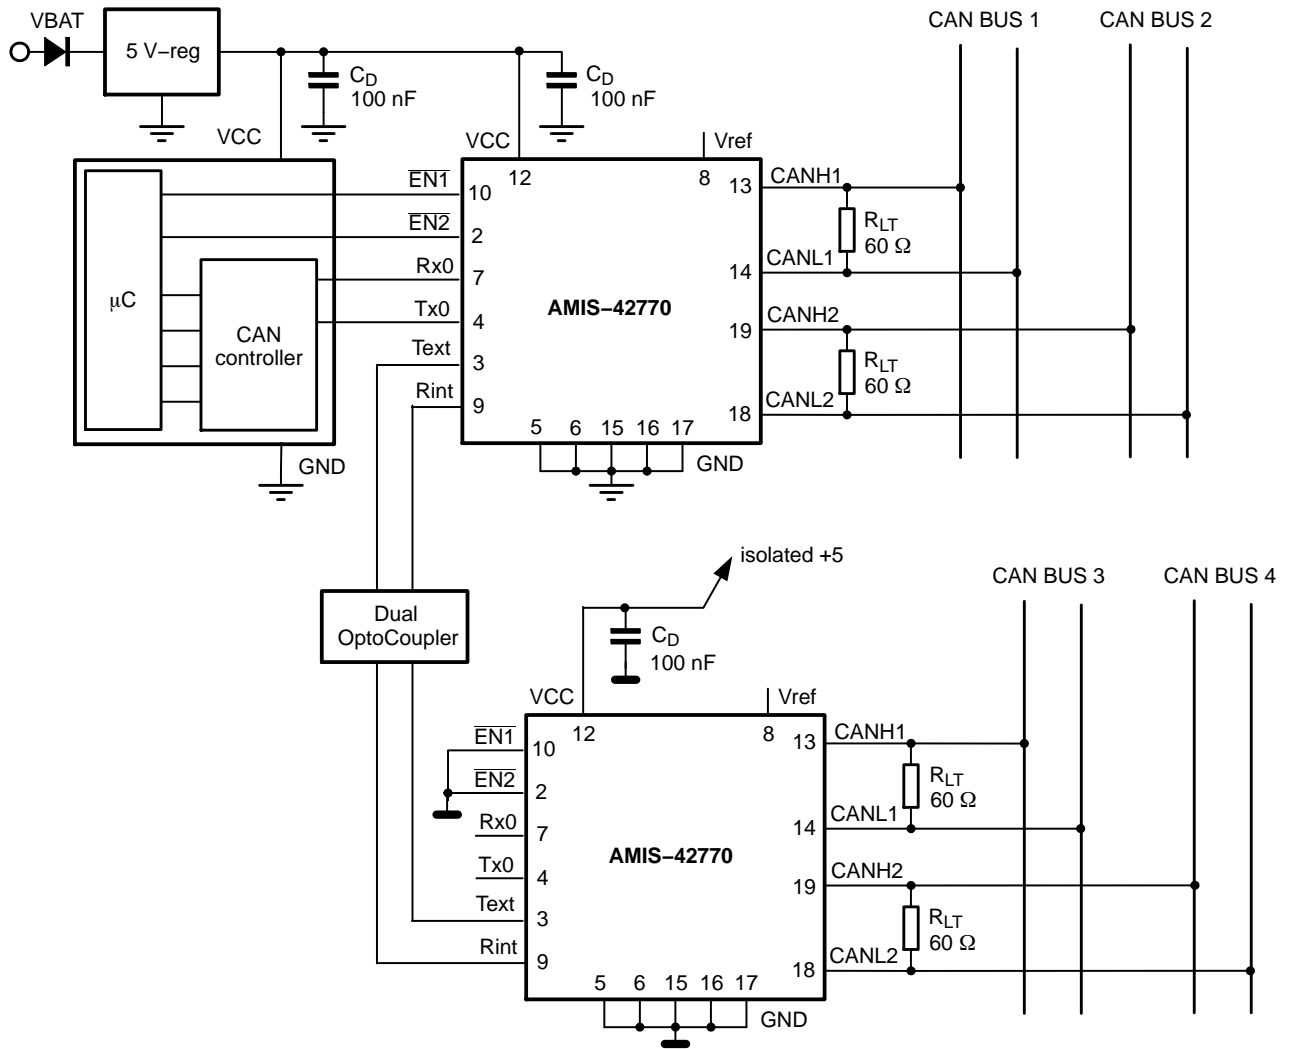 VBAT
CAN BUS 1
CAN BUS 2
5 V−reg
CD
100 nF
CD
100 nF
VCC
VCC
Vref
12
8
EN1
10
13
CANH1
EN2
2
RLT
60 Ω
Rx0
7
14
CANL1
µC
Tx0
4
AMIS−42770
19
CANH2
CAN
controller
Text
3
RLT
60 Ω
Rint
9
18
CANL2
5
6
15
16
17
GND
GND
isolated +5
CAN BUS 3
CAN BUS 4
Dual
OptoCoupler
CD
100 nF
VCC
Vref
12
8
EN1
10
13
CANH1
EN2
2
RLT
60 Ω
Rx0
7
14
CANL1
AMIS−42770
Tx0
4
19
CANH2
Text
3
RLT
60 Ω
Rint
9
18
CANL2
5
6
15
16
17
GND